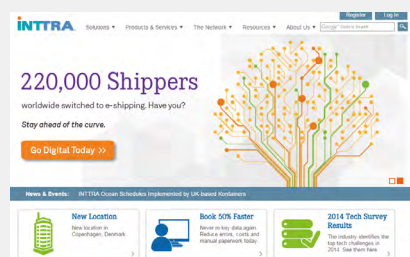 Register Log In
INTTRA
Solutions ▾ Products & Services ▾ The Network ▾ Resources ▾ About Us ▾ Google
220,000 Shippers
worldwide switched to e-shipping. Have you?
Stay ahead of the curve.
Go Digital Today >>
News & Events: INTTRA Ocean Schedules Implemented by UK-based Kontainers
New Location
New location in
Copenhagen, Denmark.
Book 50% Faster
Never re-key data again
Reduce errors, costs and
manual paperwork today.
2014 Tech Survey
Results
The industry identifies the
top tech challenges in
2014. See them here